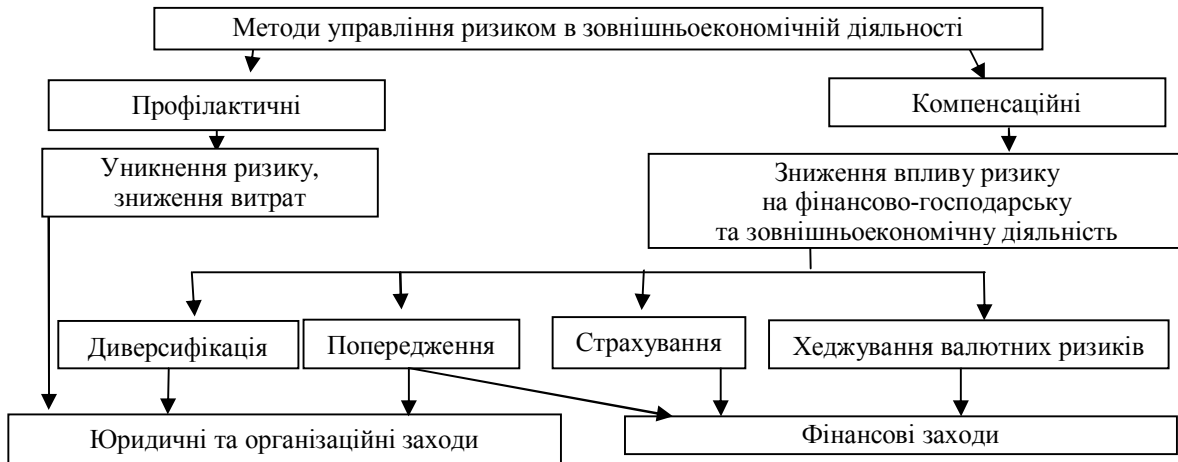 Методи управління ризиком в зовнішньоекономічній діяльності
Профілактичні
Компенсаційні
Уникнення ризику,
зниження витрат
Зниження впливу ризику
на фінансово-господарську
та зовнішньоекономічну діяльність
Диверсифікація
Попередження
Страхування
Хеджування валютних ризиків
Юридичні та організаційні заходи
Фінансові заходи